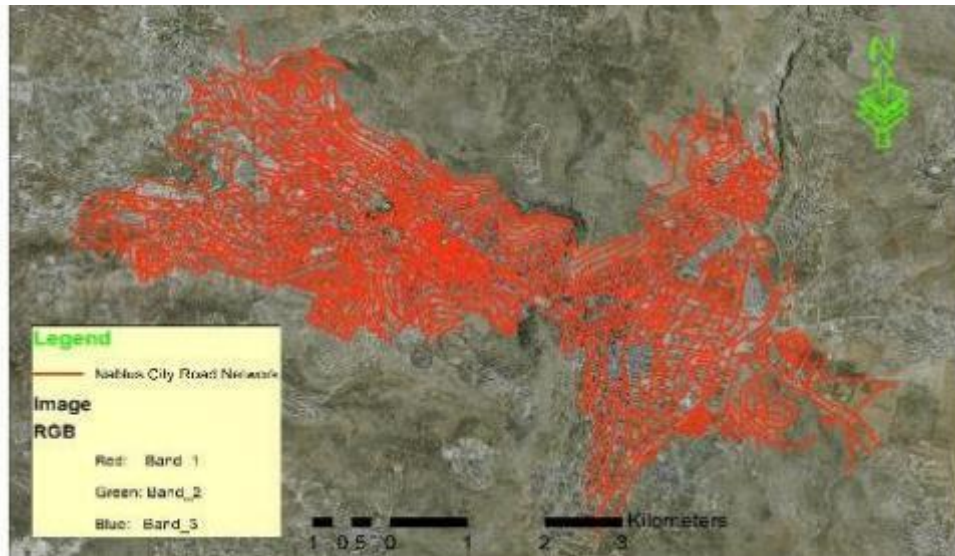 N
Legend
Nablus City Road Network
Image
RGB
Red: Band_1
Green: Band_2
Blue: Band_3
Kilometers
1 0.5 0 1 2 3